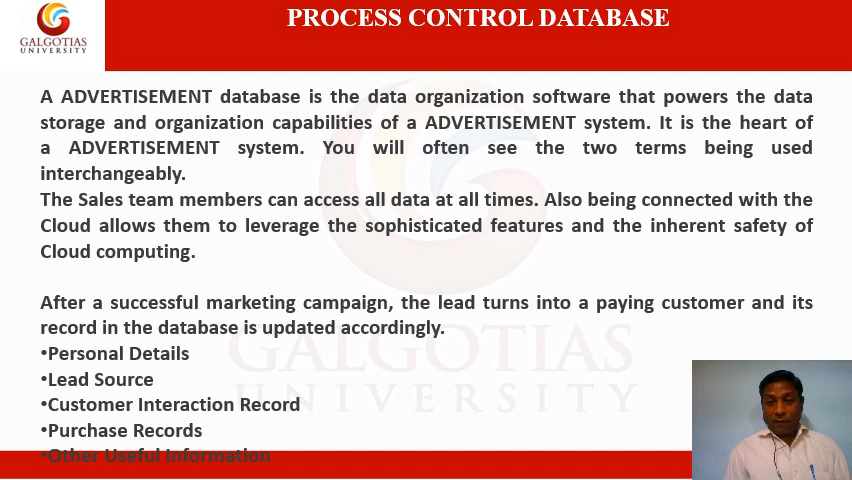 GALGOTIAS
UNIVERSITY
PROCESS CONTROL DATABASE
A ADVERTISEMENT database is the data organization software that powers the data
storage and organization capabilities of a ADVERTISEMENT system. It is the heart of
a ADVERTISEMENT system. You will often see the two terms being used
interchangeably.
The Sales team members can access all data at all times. Also being connected with the
Cloud allows them to leverage the sophisticated features and the inherent safety of
Cloud computing.
After a successful marketing campaign, the lead turns into a paying customer and its
record in the database is updated accordingly.
•Personal Details
•Lead Source
•Customer Interaction Record
•Purchase Records
•Other Useful Information
GALGOTIAS
UNIVERSITY